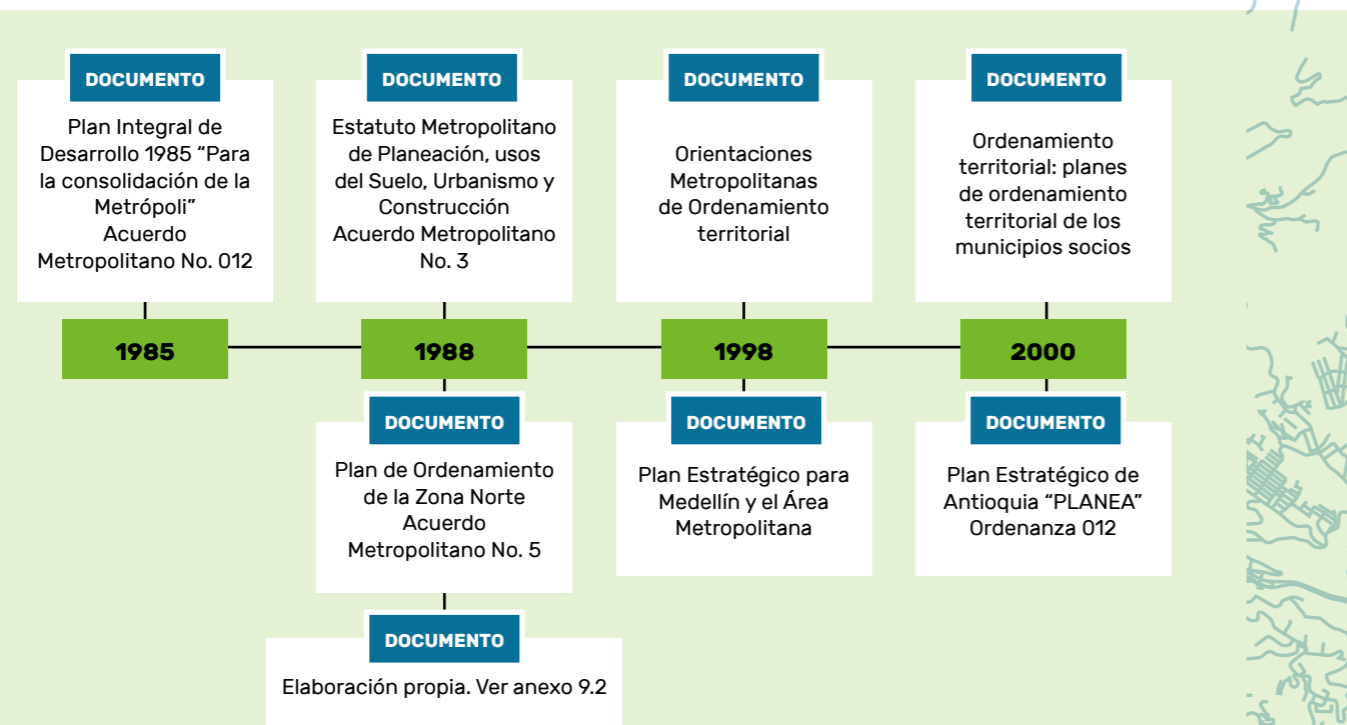 DOCUMENTO
Plan Integral de
Desarrollo 1985 “Para
la consolidación de la
Metrópoli”
Acuerdo
Metropolitano No. 012
DOCUMENTO
Estatuto Metropolitano
de Planeación, usos
del Suelo, Urbanismo y
Construcción
Acuerdo Metropolitano
No. 3
DOCUMENTO
Orientaciones
Metropolitanas
de Ordenamiento
territorial
DOCUMENTO
Ordenamiento
territorial: planes
de ordenamiento
territorial de los
municipios socios
1985
1988
1998
2000
DOCUMENTO
Plan de Ordenamiento
de la Zona Norte
Acuerdo
Metropolitano No. 5
DOCUMENTO
Plan Estratégico para
Medellín y el Área
Metropolitana
DOCUMENTO
Plan Estratégico de
Antioquia “PLANEA”
Ordenanza 012
DOCUMENTO
Elaboración propia. Ver anexo 9.2